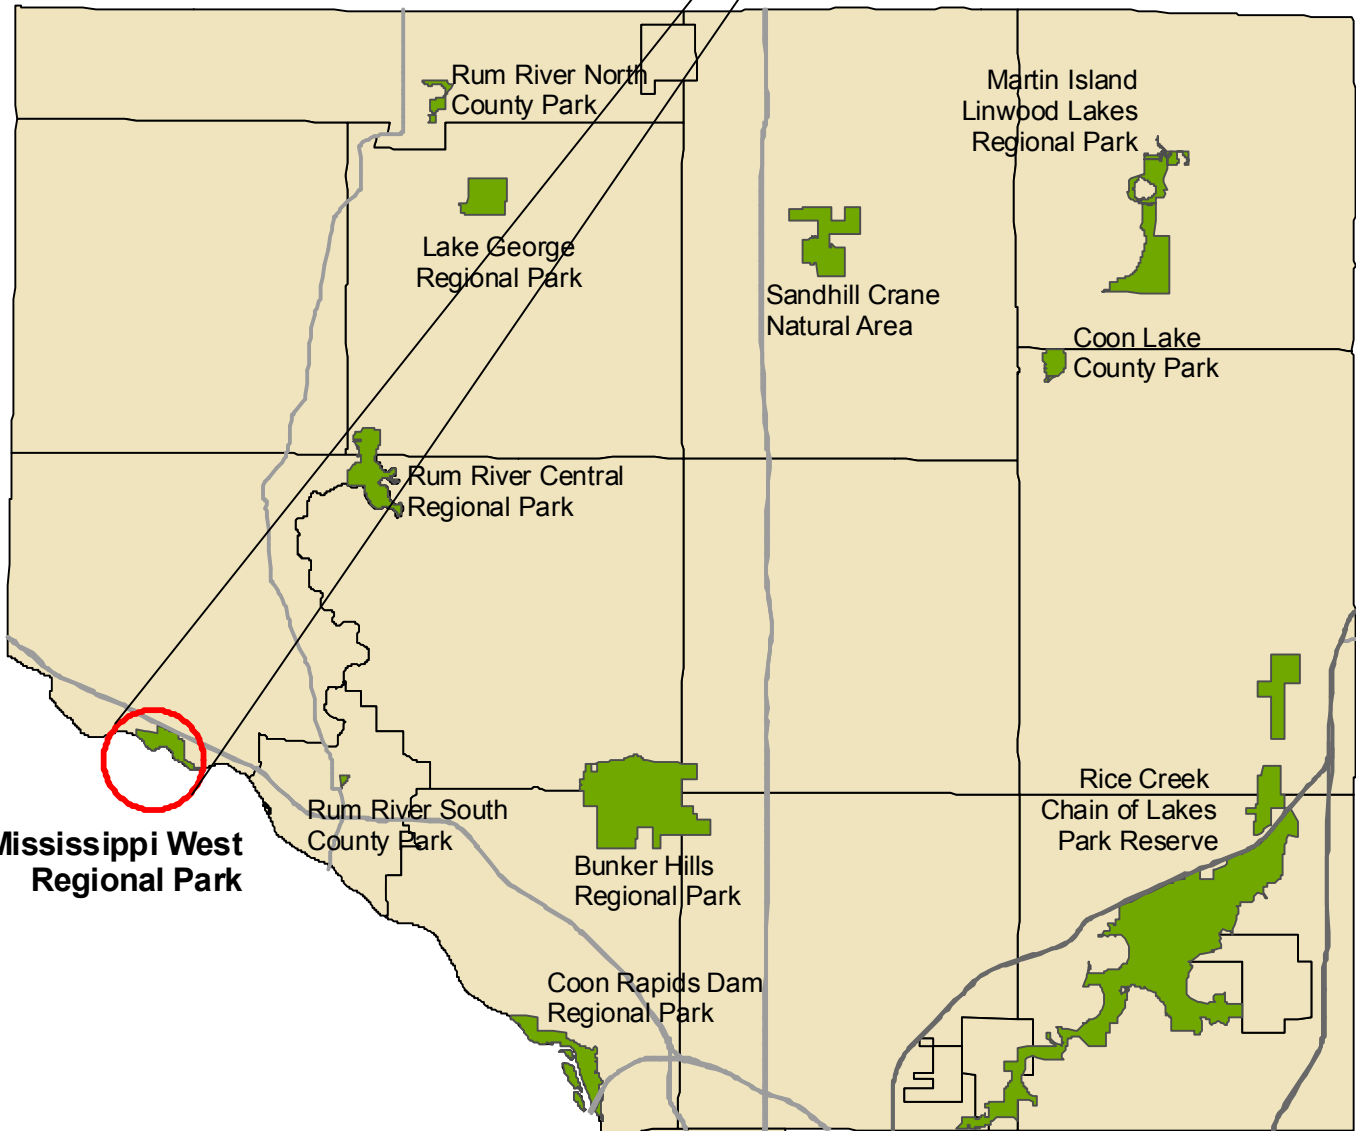 Rum River North
County Park
Martin Island
Linwood Lakes
Regional Park
Lake George
Regional Park
Sandhill Crane
Natural Area
Coon Lake
County Park
Rum River Central
Regional Park
Mississippi West
Regional Park
Rum River South
County Park
Bunker Hills
Regional Park
Rice Creek
Chain of Lakes
Park Reserve
Coon Rapids Dam
Regional Park